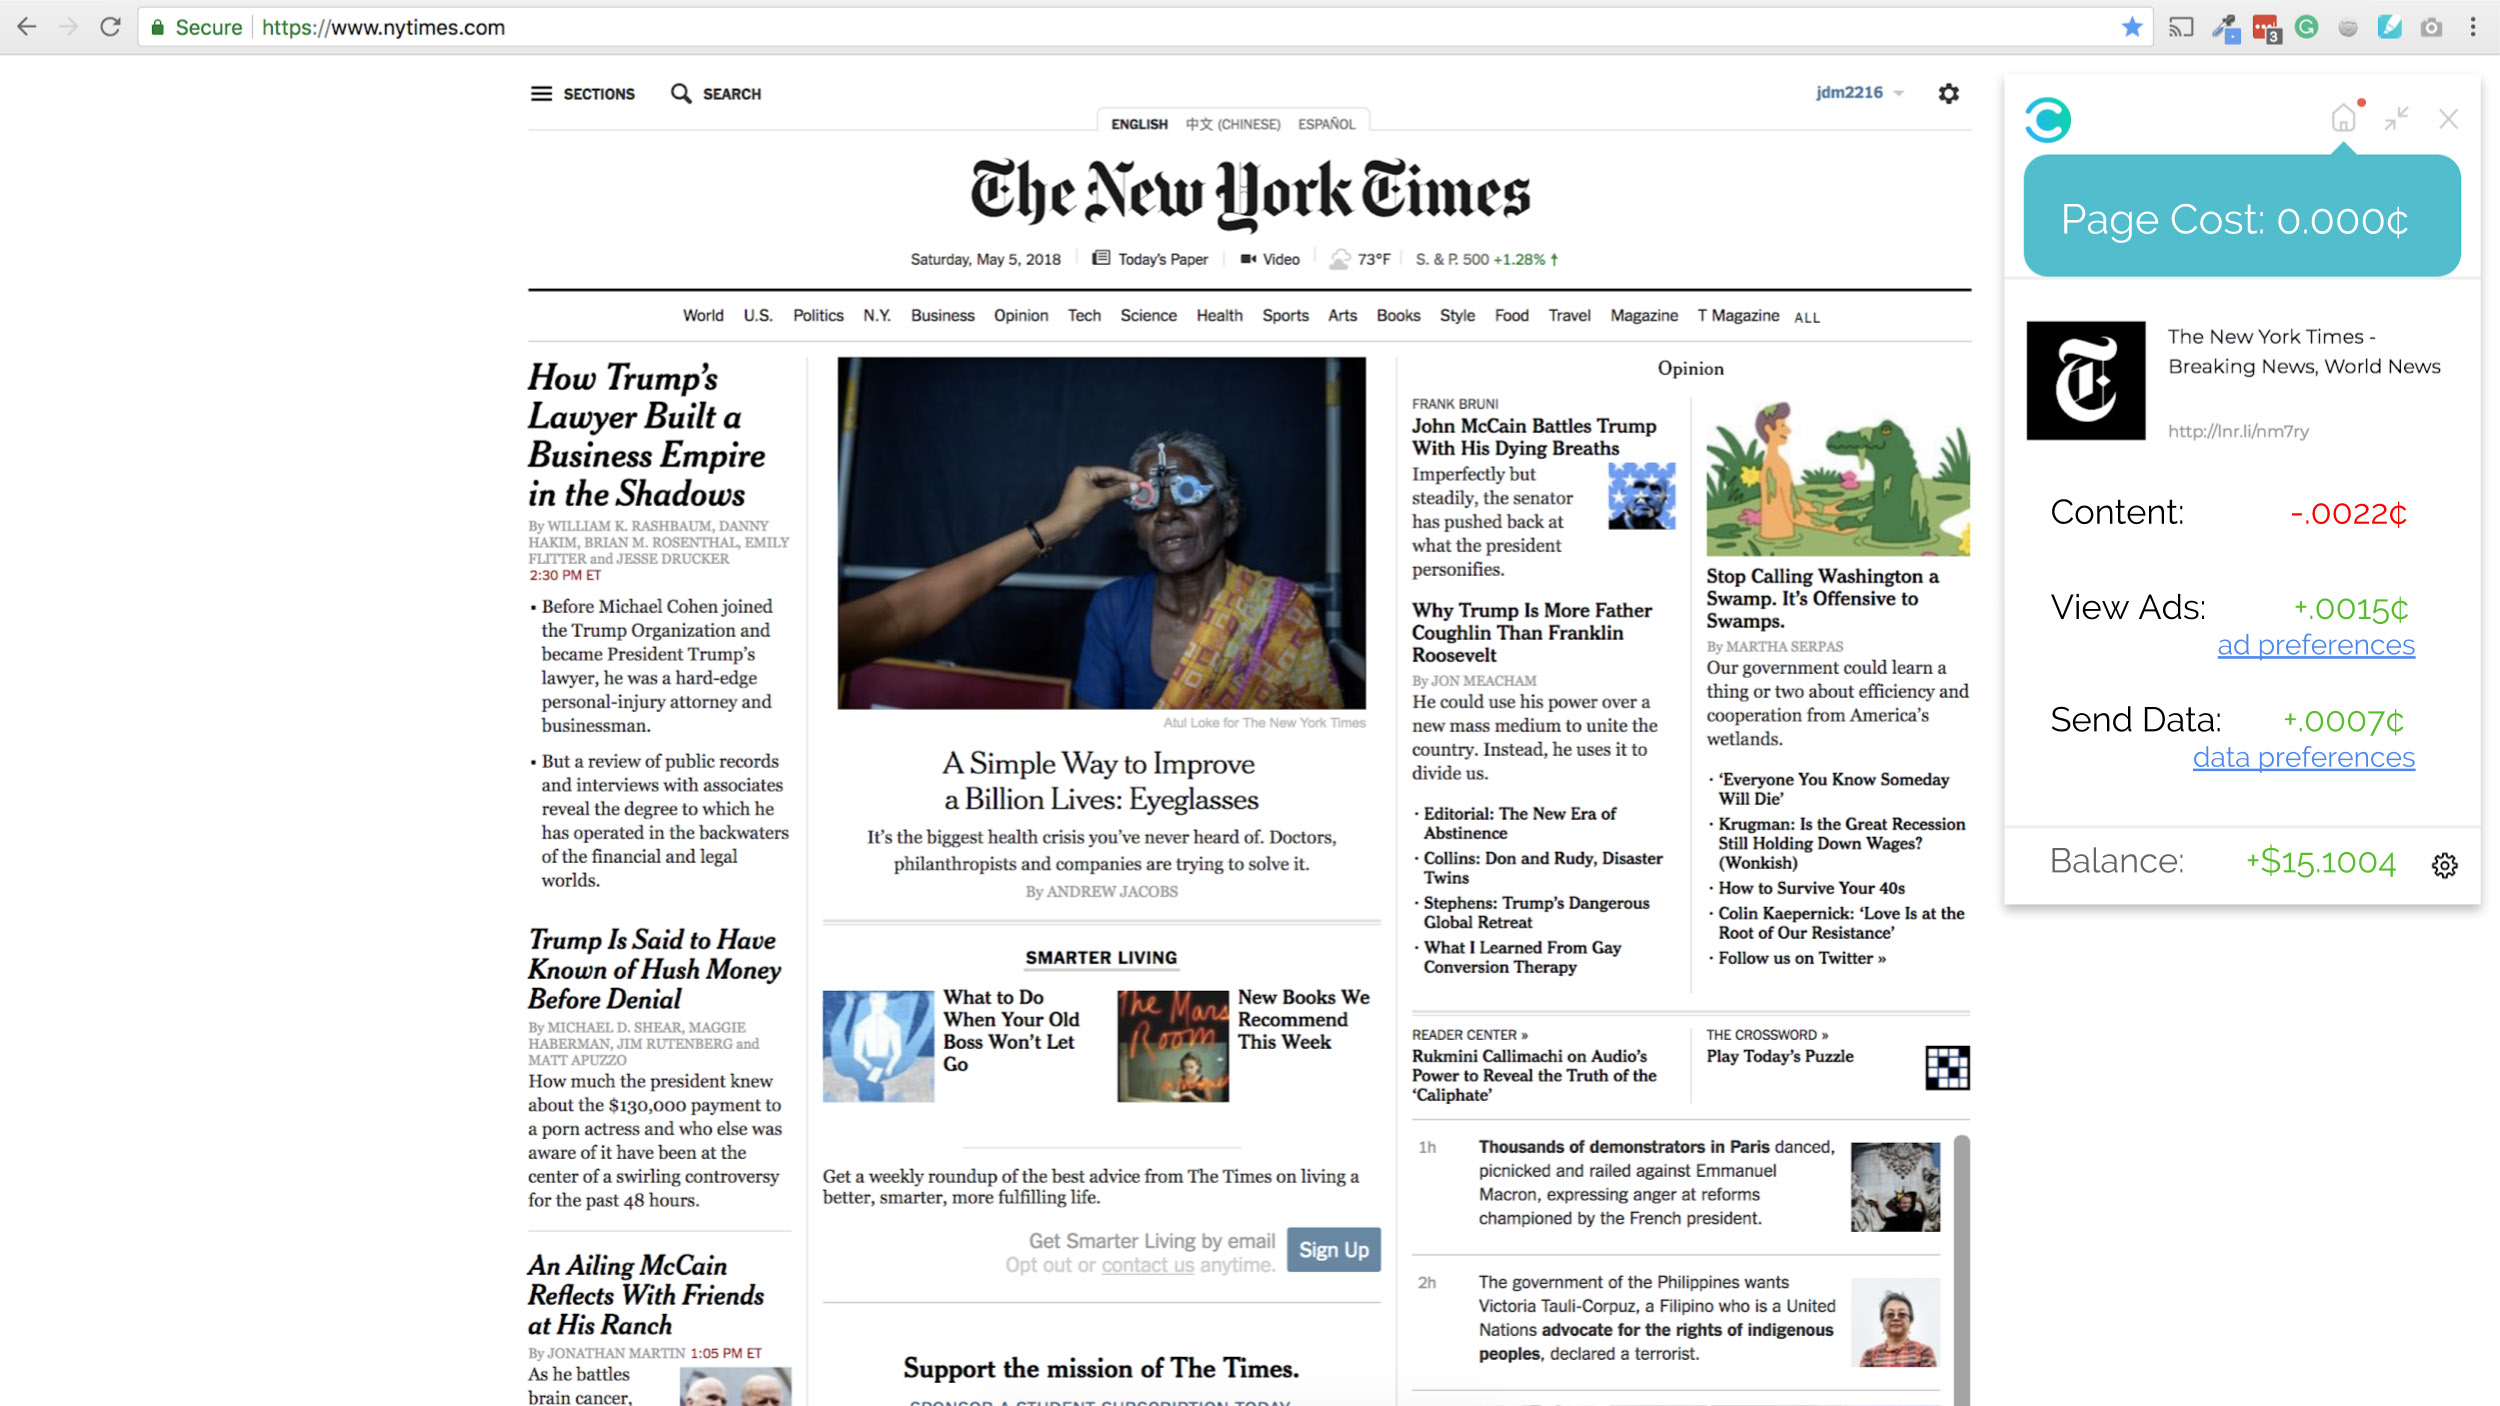 Secure https://www.nytimes.com
3
SECTIONS SEARCH
jdm2216
ENGLISH 中文 (CHINESE) ESPAÑOL
The New York Times
Saturday, May 5, 2018 Today's Paper Video 73°F S. & P. 500 +1.28% ↑
World U.S. Politics N.Y. Business Opinion Tech Science Health Sports Arts Books Style Food Travel Magazine T Magazine ALL
How Trump's
Lawyer Built a
Business Empire
in the Shadows
By WILLIAM K. RASHBAUM, DANNY
HAKIM, BRIAN M. ROSENTHAL, EMILY
FLITTER and JESSE DRUCKER
2:30 PM ET
• Before Michael Cohen joined
the Trump Organization and
became President Trump's
lawyer, he was a hard-edge
personal-injury attorney and
businessman.
• But a review of public records
and interviews with associates
reveal the degree to which he
has operated in the backwaters
of the financial and legal
worlds.
Trump Is Said to Have
Known of Hush Money
Before Denial
By MICHAEL D. SHEAR, MAGGIE
HABERMAN, JIM RUTENBERG and
MATT APUZZO
How much the president knew
about the $130,000 payment to
a porn actress and who else was
aware of it have been at the
center of a swirling controversy
for the past 48 hours.
An Ailing McCain
Reflects With Friends
at His Ranch
By JONATHAN MARTIN 1:05 PM ET
As he battles
brain cancer,
Atul Loke for The New York Times
A Simple Way to Improve
a Billion Lives: Eyeglasses
It's the biggest health crisis you've never heard of. Doctors,
philanthropists and companies are trying to solve it.
By ANDREW JACOBS
SMARTER LIVING
What to Do
When Your Old
Boss Won't Let
Go
The Mars
Room
New Books We
Recommend
This Week
Get a weekly roundup of the best advice from The Times on living a
better, smarter, more fulfilling life.
Get Smarter Living by email
Opt out or contact us anytime.
Sign Up
Support the mission of The Times.
SPONSOR A STUDENT SUBSCRIPTION TODAY
Opinion
FRANK BRUNI
John McCain Battles Trump
With His Dying Breaths
Imperfectly but
steadily, the senator
has pushed back at
what the president
personifies.
Why Trump Is More Father
Coughlin Than Franklin
Roosevelt
By JON MEACHAM
He could use his power over a
new mass medium to unite the
country. Instead, he uses it to
divide us.
· Editorial: The New Era of
Abstinence
· Collins: Don and Rudy, Disaster
Twins
· Stephens: Trump's Dangerous
Global Retreat
· What I Learned From Gay
Conversion Therapy
Stop Calling Washington a
Swamp. It's Offensive to
Swamps.
By MARTHA SERPAS
Our government could learn a
thing or two about efficiency and
cooperation from America's
wetlands.
· 'Everyone You Know Someday
Will Die'
· Krugman: Is the Great Recession
Still Holding Down Wages?
(Wonkish)
· How to Survive Your 40s
· Colin Kaepernick: 'Love Is at the
Root of Our Resistance'
· Follow us on Twitter »
READER CENTER »
Rukmini Callimachi on Audio's
Power to Reveal the Truth of the
'Caliphate'
THE CROSSWORD »
Play Today's Puzzle
1h
Thousands of demonstrators in Paris danced,
picnicked and railed against Emmanuel
Macron, expressing anger at reforms
championed by the French president.
2h
The government of the Philippines wants
Victoria Tauli-Corpuz, a Filipino who is a United
Nations advocate for the rights of indigenous
peoples, declared a terrorist.
Page Cost: 0.000¢
The New York Times -
Breaking News, World News
http://lnr.li/nm7ry
Content: -.0022¢
View Ads: +.0015¢
ad preferences
Send Data: +.0007¢
data preferences
Balance: +$15.1004